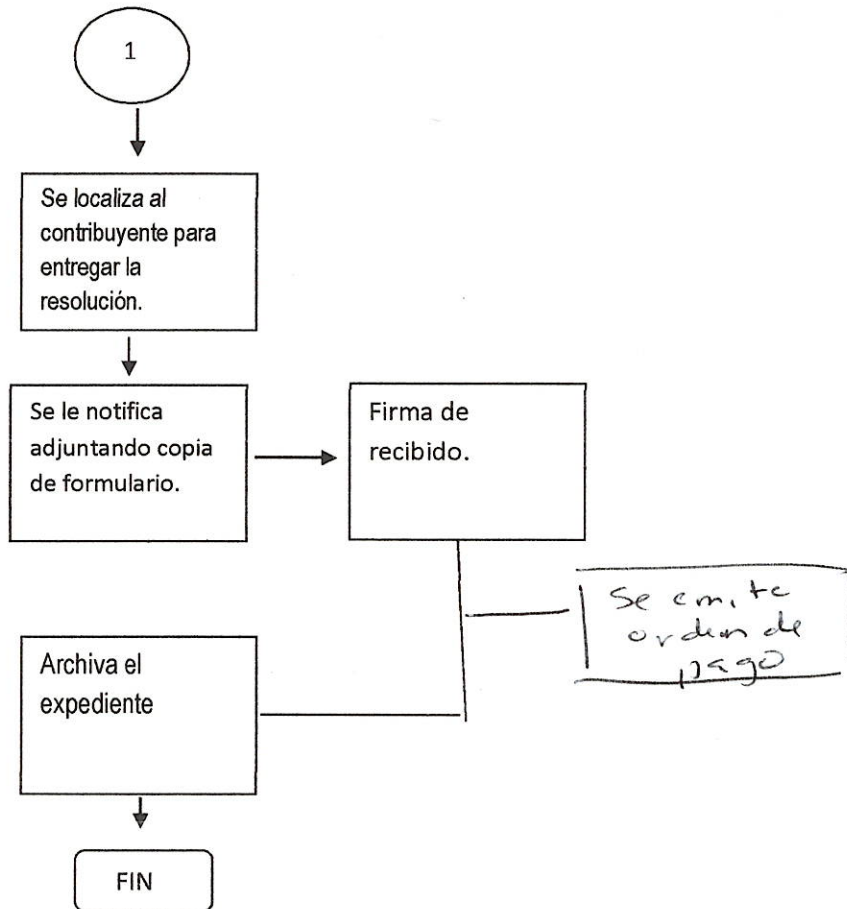 1
Se localiza al
contribuyente para
entregar la
resolución.
Se le notifica
adjuntando copia
de formulario.
Firma de
recibido.
Se emite
orden de
pago
Archiva el
expediente
FIN